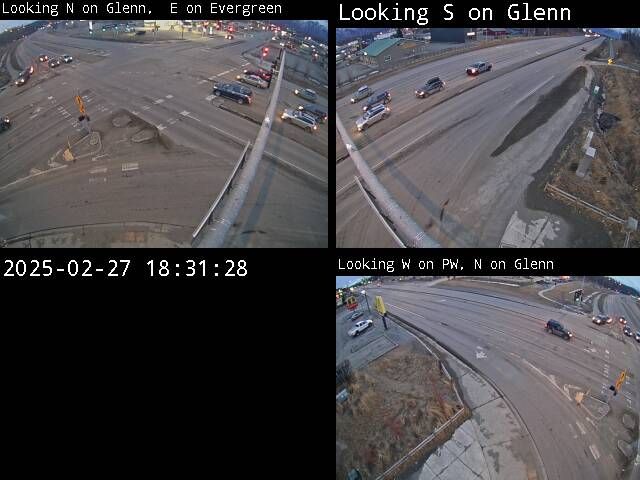 Looking N on Glenn,  E on Evergreen
Looking S on Glenn
2025-02-27 18:31:28
Looking W on PW, N on Glenn